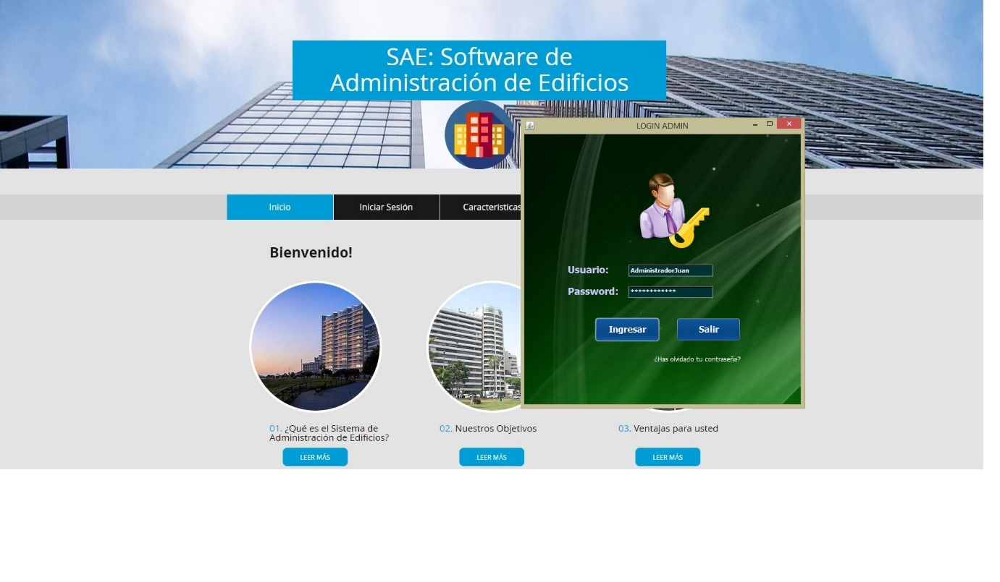 SAE: Software de
Administración de Edificios
LOGIN ADMIN
Inicio
Iniciar Sesión
Caracteristicas
Bienvenido!
Usuario:
AdministradorJuan
Password:
************
Ingresar
Salir
¿Has olvidado tu contraseña?
01. ¿Qué es el Sistema de
Administración de Edificios?
02. Nuestros Objetivos
03. Ventajas para usted
LEER MÁS
LEER MÁS
LEER MÁS